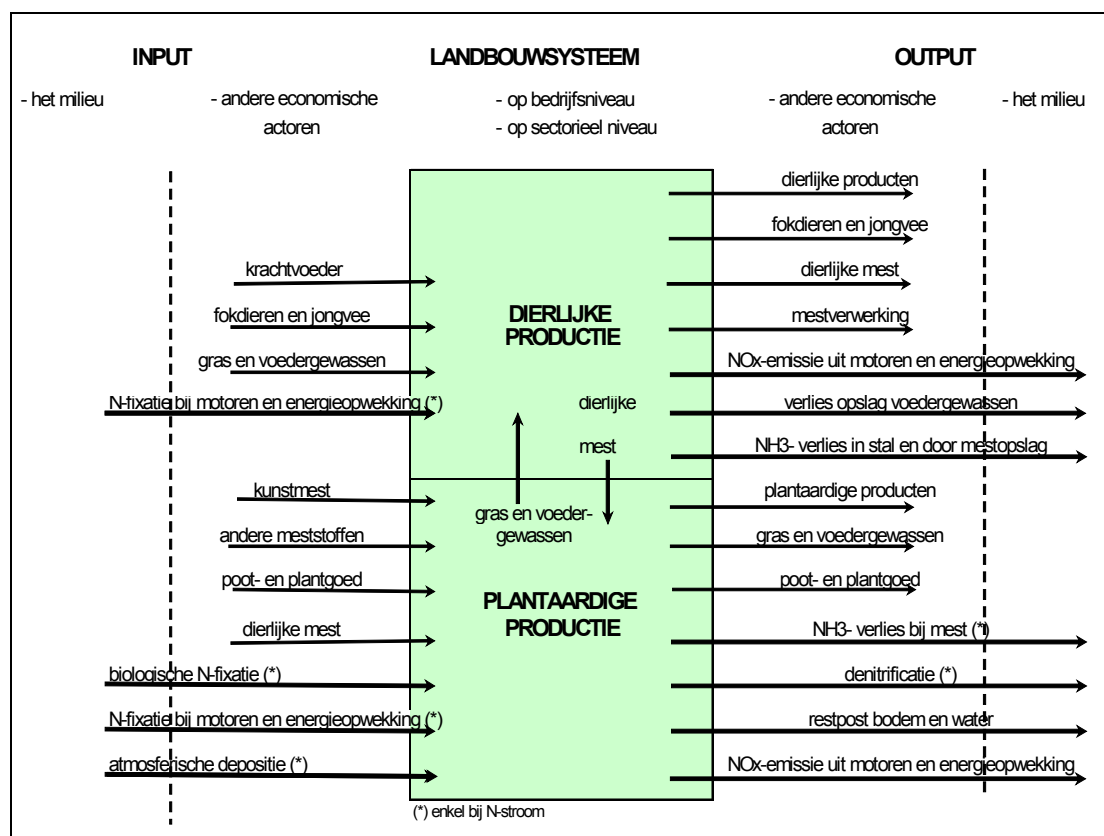 INPUT LANDBOUWSYSTEEM OUTPUT
- het milieu - andere economische - op bedrijfsniveau - andere economische - het milieu
actoren - op sectorieel niveau actoren
dierlijke producten
fokdieren en jongvee
krachtvoeder dierlijke mest
fokdieren en jongvee DIERLIJKE mestverwerking
PRODUCTIE
gras en voedergewassen NOx-emissie uit motoren en energieopwekking
N-fixatie bij motoren en energieopwekking (*) dierlijke verlies opslag voedergewassen
mest NH3- verlies in stal en door mestopslag
kunstmest plantaardige producten
gras en voeder-
andere meststoffen gewassen gras en voedergewassen
poot- en plantgoed poot- en plantgoed
PLANTAARDIGE
dierlijke mest PRODUCTIE NH3- verlies bij mest (*)
biologische N-fixatie (*) denitrificatie (*)
N-fixatie bij motoren en energieopwekking (*) restpost bodem en water
atmosferische depositie (*) NOx-emissie uit motoren en energieopwekking
(*) enkel bij N-stroom